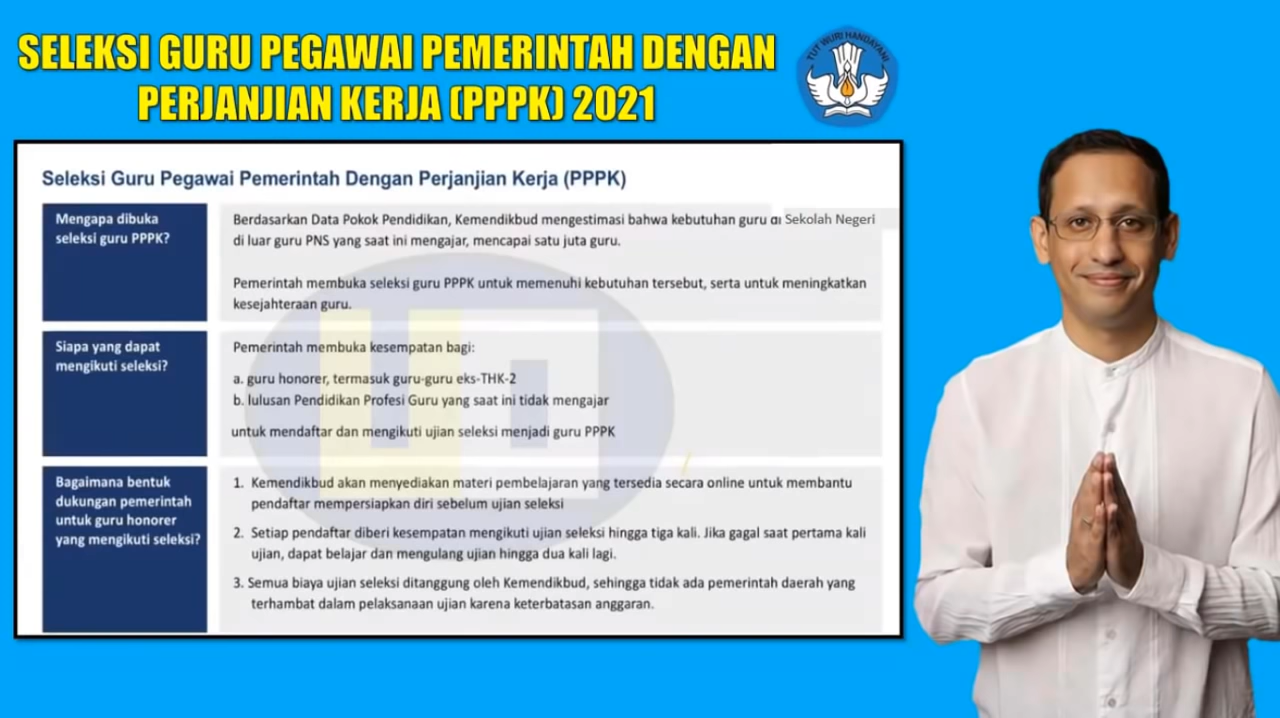 SELEKSI GURU PEGAWAI PEMERINTAH DENGAN
PERJANJIAN KERJA (PPPK) 2021
TUT WURI HANDAYANI
Seleksi Guru Pegawai Pemerintah Dengan Perjanjian Kerja (PPPK)
Mengapa dibuka
seleksi guru PPPK?
Berdasarkan Data Pokok Pendidikan, Kemendikbud mengestimasi bahwa kebutuhan guru di Sekolah Negeri
di luar guru PNS yang saat ini mengajar, mencapai satu juta guru.
Pemerintah membuka seleksi guru PPPK untuk memenuhi kebutuhan tersebut, serta untuk meningkatkan
kesejahteraan guru.
Siapa yang dapat
mengikuti seleksi?
Pemerintah membuka kesempatan bagi:
a. guru honorer, termasuk guru-guru eks-THK-2
b. lulusan Pendidikan Profesi Guru yang saat ini tidak mengajar
untuk mendaftar dan mengikuti ujian seleksi menjadi guru PPPK
Bagaimana bentuk
dukungan pemerintah
untuk guru honorer
yang mengikuti seleksi?
1. Kemendikbud akan menyediakan materi pembelajaran yang tersedia secara online untuk membantu
pendaftar mempersiapkan diri sebelum ujian seleksi
2. Setiap pendaftar diberi kesempatan mengikuti ujian seleksi hingga tiga kali. Jika gagal saat pertama kali
ujian, dapat belajar dan mengulang ujian hingga dua kali lagi.
3. Semua biaya ujian seleksi ditanggung oleh Kemendikbud, sehingga tidak ada pemerintah daerah yang
terhambat dalam pelaksanaan ujian karena keterbatasan anggaran.